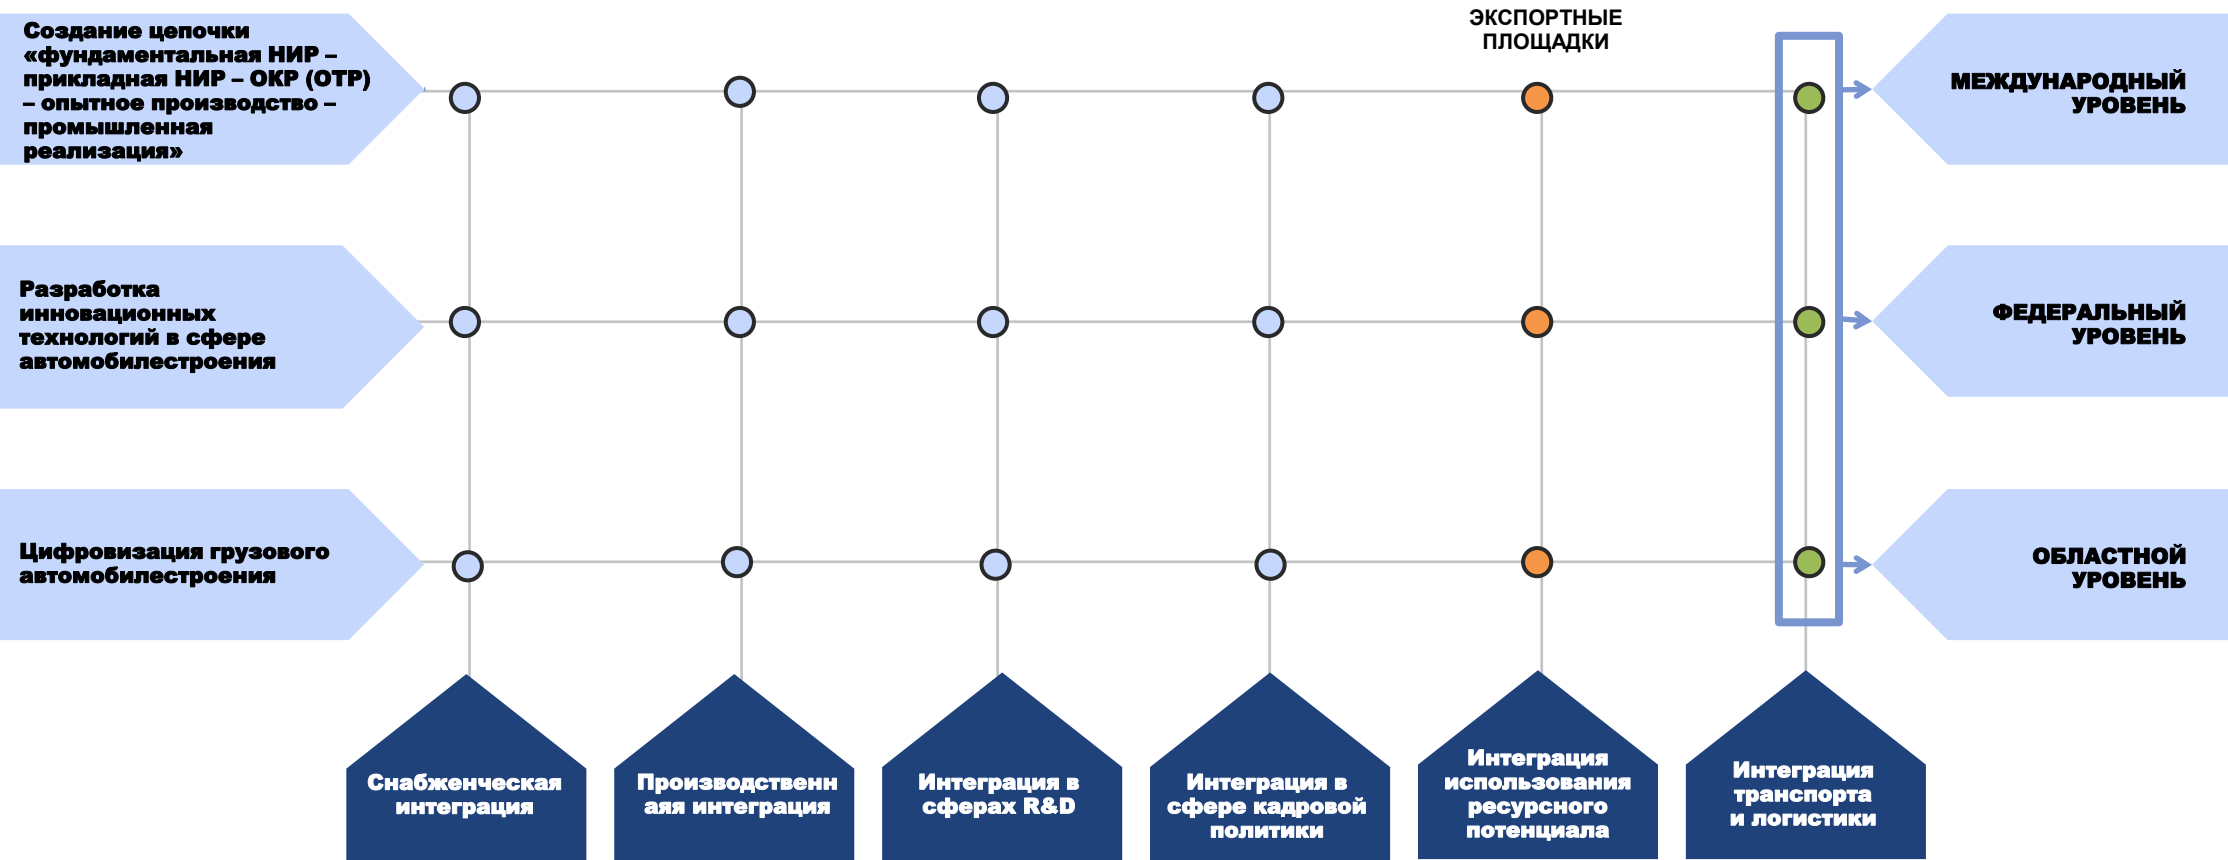 Создание цепочки
«фундаментальная НИР –
прикладная НИР – ОКР (ОТР)
– опытное производство –
промышленная
реализация»
ЭКСПОРТНЫЕ
ПЛОЩАДКИ
МЕЖДУНАРОДНЫЙ
УРОВЕНЬ
Разработка
инновационных
технологий в сфере
автомобилестроения
ФЕДЕРАЛЬНЫЙ
УРОВЕНЬ
Цифровизация грузового
автомобилестроения
ОБЛАСТНОЙ
УРОВЕНЬ
Снабженческая
интеграция
Производственн
аяя интеграция
Интеграция в
сферах R&D
Интеграция в
сфере кадровой
политики
Интеграция
использования
ресурсного
потенциала
Интеграция
транспорта
и логистики